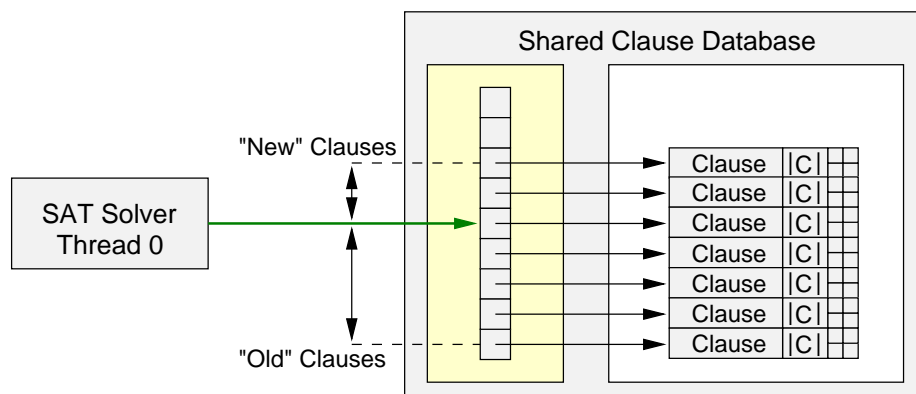 Shared Clause Database
"New" Clauses
SAT Solver
Thread 0
"Old" Clauses
Clause |C|
Clause |C|
Clause |C|
Clause |C|
Clause |C|
Clause |C|
Clause |C|